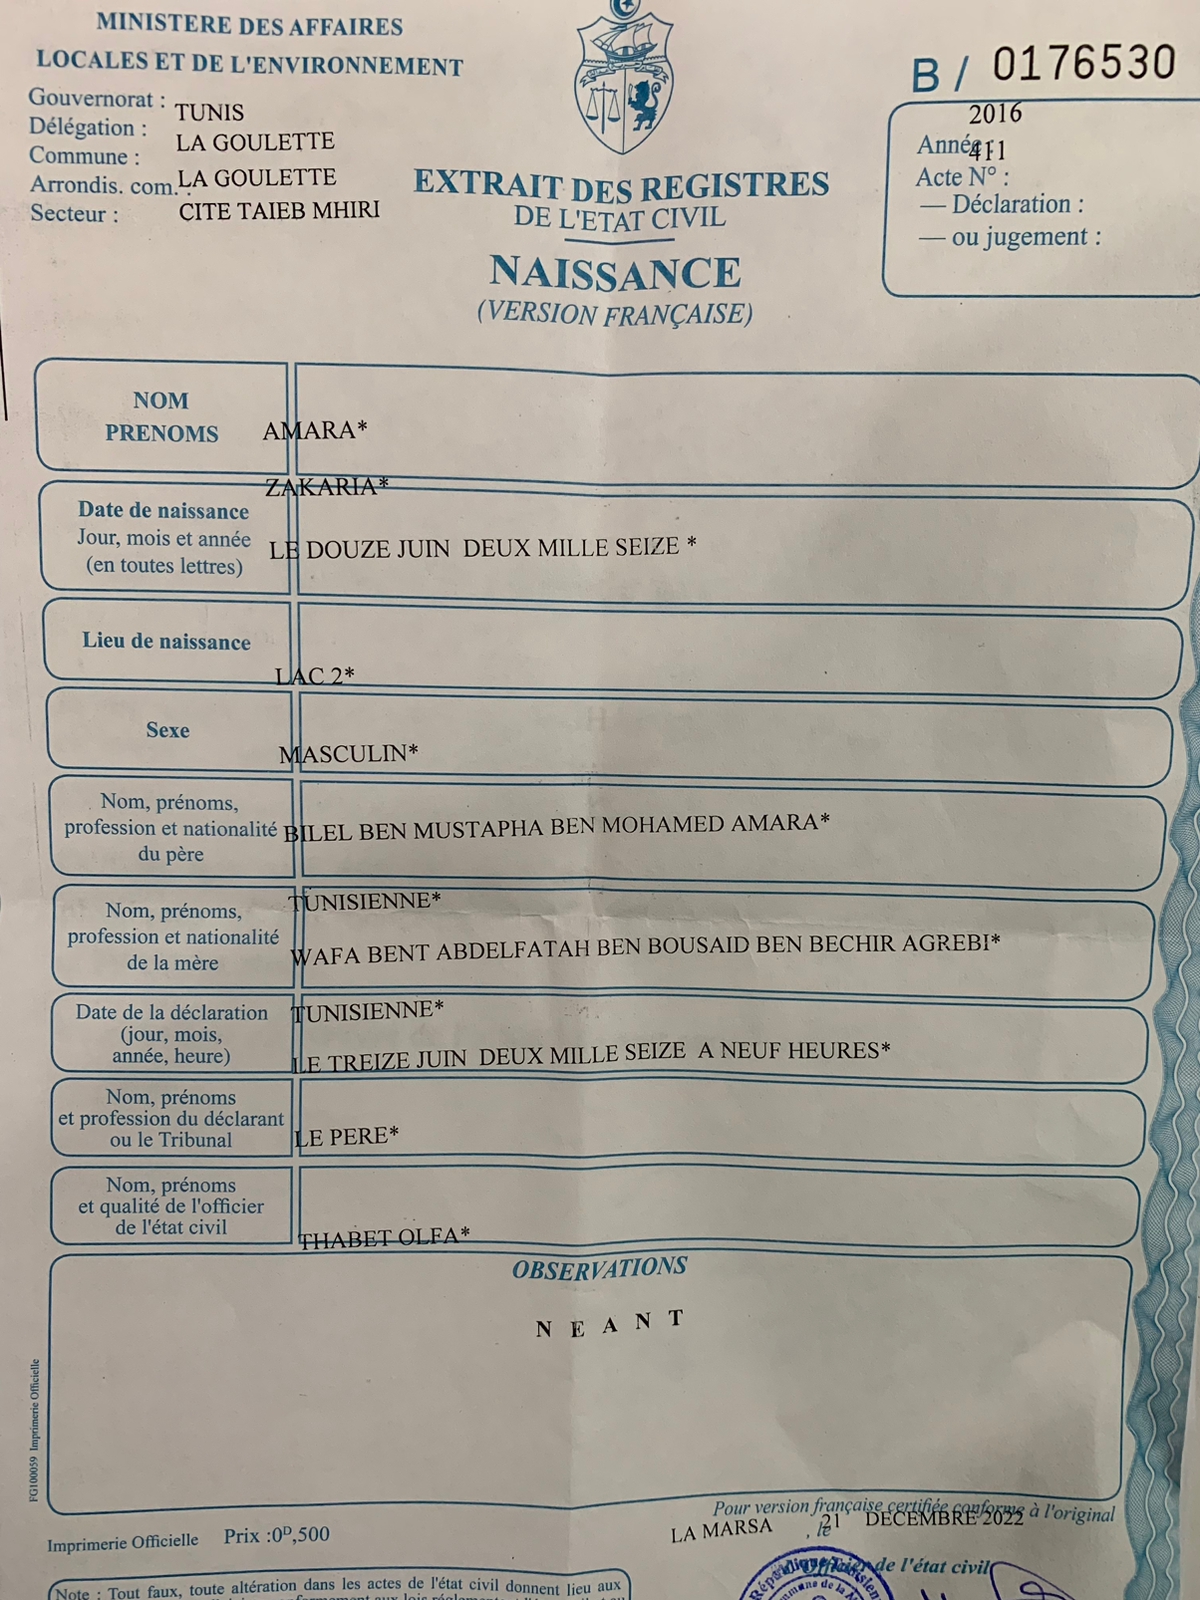 MINISTERE DES AFFAIRES
LOCALES ET DE L'ENVIRONNEMENT
Gouvernorat : TUNIS
Délégation : LA GOULETTE
Commune :
Arrondis. com. : LA GOULETTE
Secteur : CITE TAIEB MHIRI
B / 0176530
2016
Année :
411
Acte N° :
— Déclaration :
— ou jugement :
EXTRAIT DES REGISTRES
DE L'ETAT CIVIL
NAISSANCE
(VERSION FRANÇAISE)
NOM
PRENOMS
AMARA*
ZAKARIA*
Date de naissance
Jour, mois et année
(en toutes lettres)
LE DOUZE JUIN DEUX MILLE SEIZE *
Lieu de naissance
LAC 2*
Sexe
MASCULIN*
Nom, prénoms,
profession et nationalité
du père
BILEL BEN MUSTAPHA BEN MOHAMED AMARA*
TUNISIENNE*
Nom, prénoms,
profession et nationalité
de la mère
WAFA BENT ABDELFATAH BEN BOUSAID BEN BECHIR AGREBI*
TUNISIENNE*
Date de la déclaration
(jour, mois,
année, heure)
LE TREIZE JUIN DEUX MILLE SEIZE A NEUF HEURES*
Nom, prénoms
et profession du déclarant
ou le Tribunal
LE PERE*
Nom, prénoms
et qualité de l'officier
de l'état civil
THABET OLFA*
OBSERVATIONS
N E A N T
FG100059 Imprimerie Officielle
Pour version française certifiée conforme à l'original
LA MARSA , le 21 DECEMBRE 2022
Imprimerie Officielle Prix :0D,500
de l'état civil
Note : Tout faux, toute altération dans les actes de l'état civil donnent lieu aux